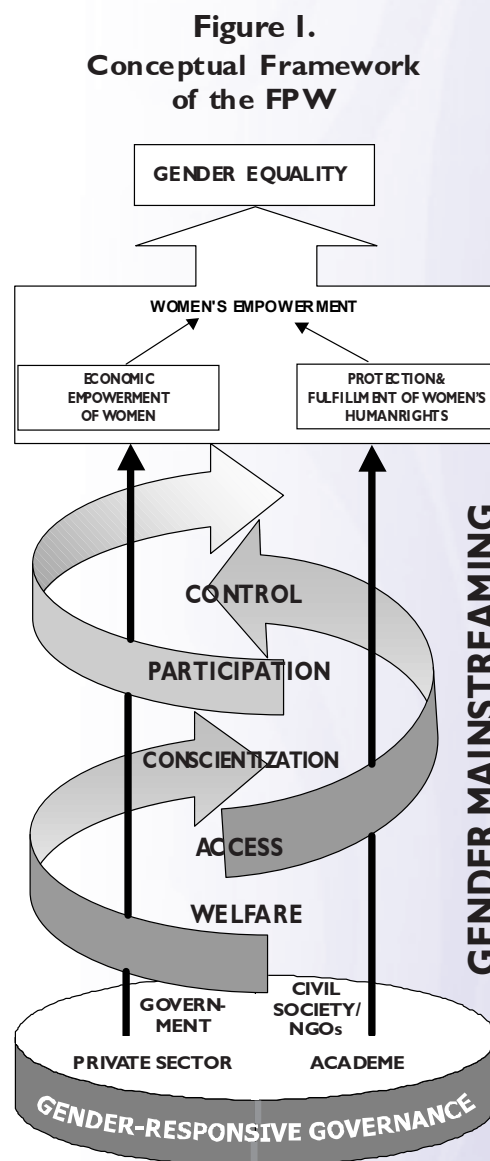 Figure 1.
Conceptual Framework
of the FPW
GENDER EQUALITY
WOMEN'S EMPOWERMENT
ECONOMIC
EMPOWERMENT
OF WOMEN
PROTECTION&
FULFILLMENT OF WOMEN'S
HUMANRIGHTS
CONTROL
PARTICIPATION
CONSCIENTIZATION
ACCESS
WELFARE
GENDER MAINSTREAMING
GOVERN-
MENT
CIVIL
SOCIETY/
NGOs
PRIVATE SECTOR
ACADEME
GENDER-RESPONSIVE GOVERNANCE